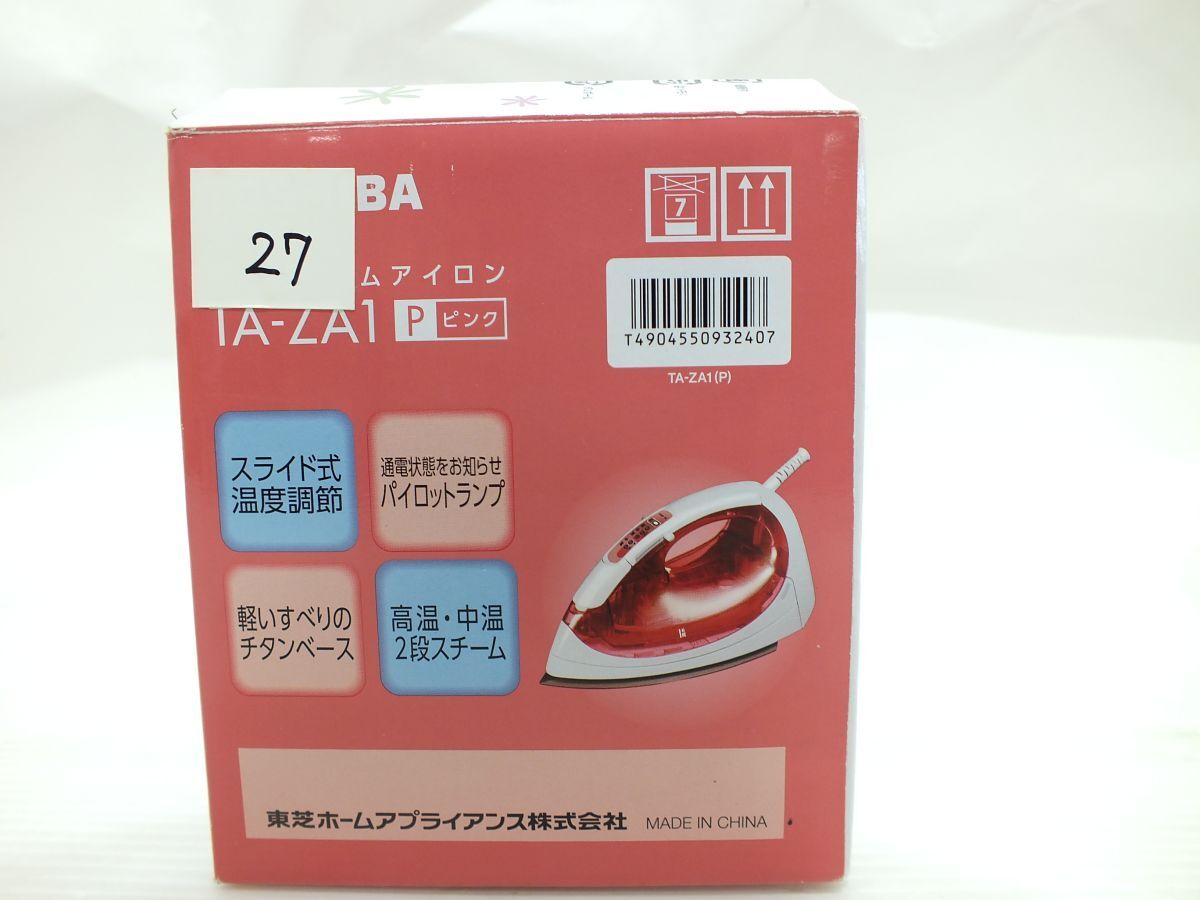 BA
27
ムアイロン
TA-ZA1 P ピンク
7
T4904550932407
TA-ZA1(P)
スライド式
温度調節
通電状態をお知らせ
パイロットランプ
軽いすべりの
チタンベース
高温・中温
2段スチーム
東芝ホームアプライアンス株式会社 MADE IN CHINA